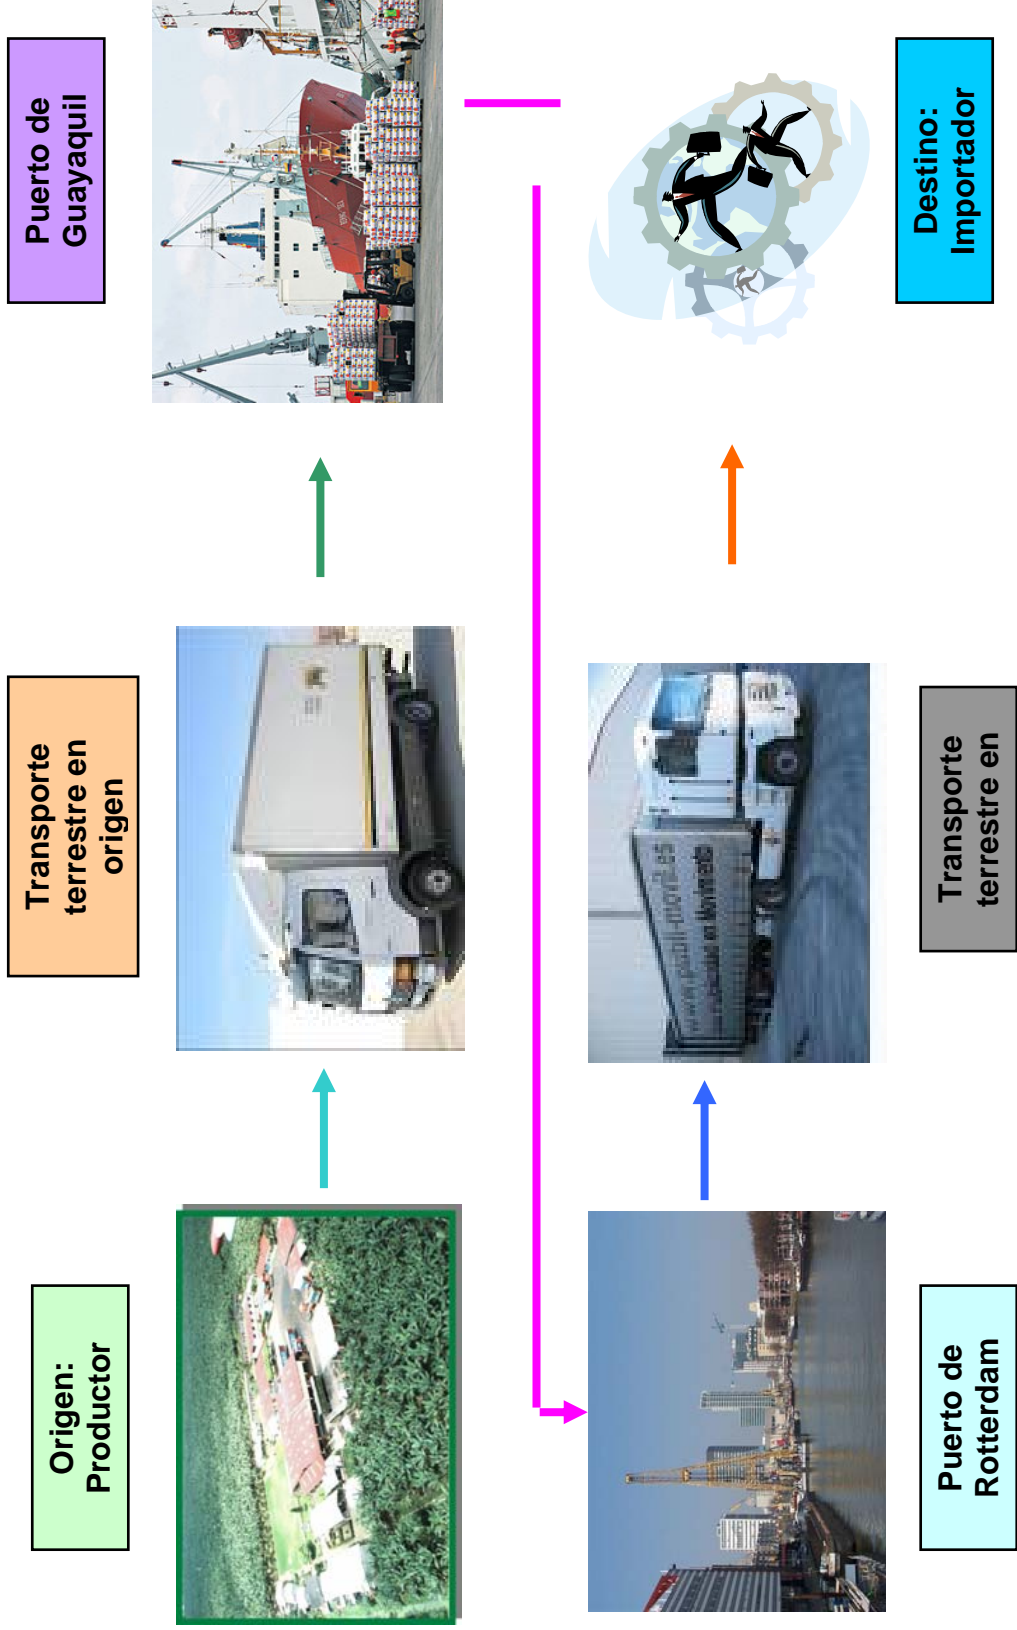 Origen:
Productor
Transporte
terrestre en
origen
Puerto de
Guayaquil
Puerto de
Rotterdam
Transporte
terrestre en
Destino:
Importador